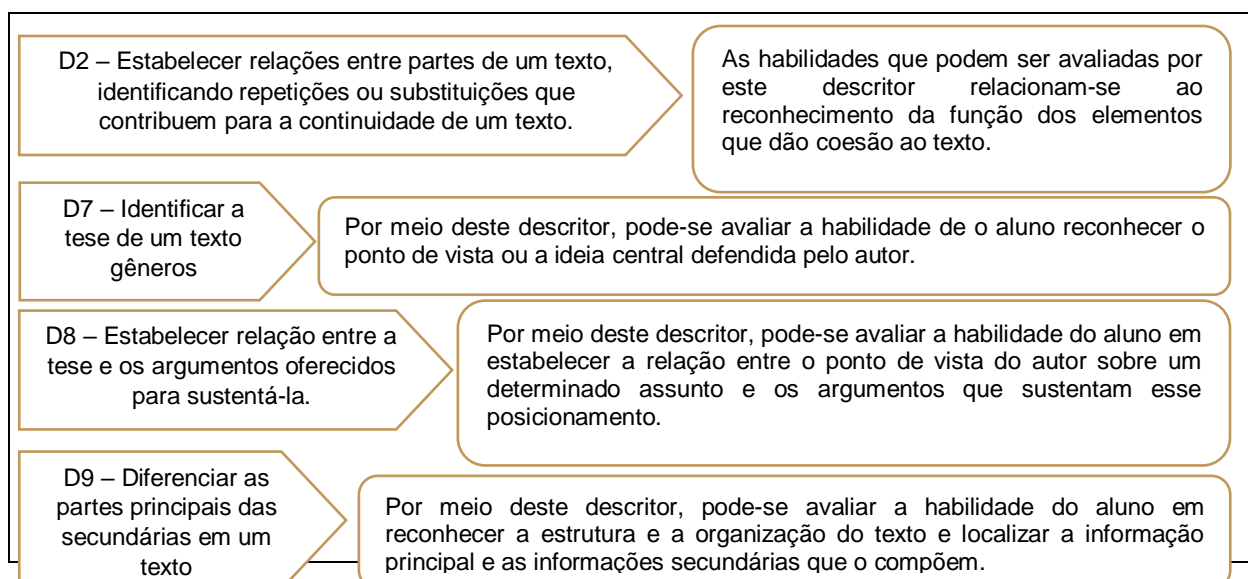 D2 – Estabelecer relações entre partes de um texto,
identificando repetições ou substituições que
contribuem para a continuidade de um texto.
As habilidades que podem ser avaliadas por
este descritor relacionam-se ao
reconhecimento da função dos elementos
que dão coesão ao texto.
D7 – Identificar a
tese de um texto
gêneros
Por meio deste descritor, pode-se avaliar a habilidade de o aluno reconhecer o
ponto de vista ou a ideia central defendida pelo autor.
D8 – Estabelecer relação entre a
tese e os argumentos oferecidos
para sustentá-la.
Por meio deste descritor, pode-se avaliar a habilidade do aluno em
estabelecer a relação entre o ponto de vista do autor sobre um
determinado assunto e os argumentos que sustentam esse
posicionamento.
D9 – Diferenciar as
partes principais das
secundárias em um
texto
Por meio deste descritor, pode-se avaliar a habilidade do aluno em
reconhecer a estrutura e a organização do texto e localizar a informação
principal e as informações secundárias que o compõem.